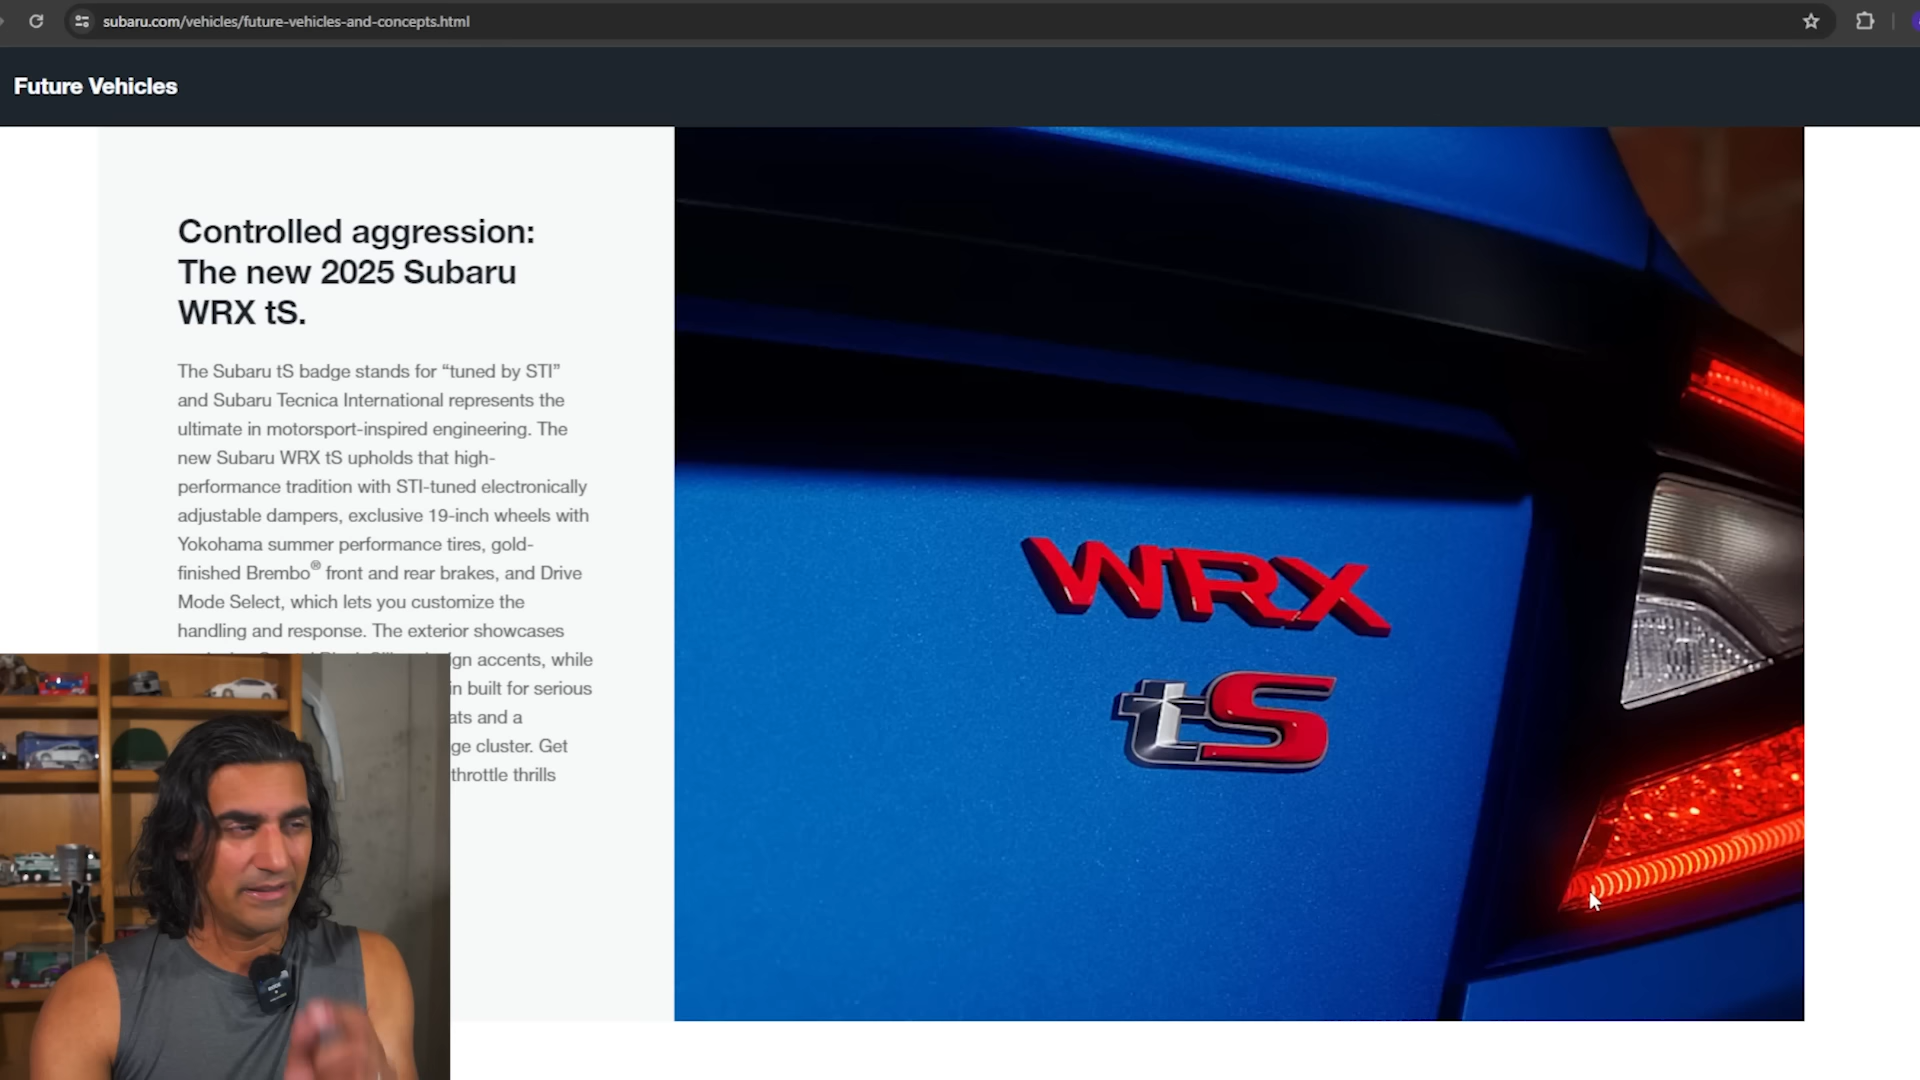 subaru.com/vehicles/future-vehicles-and-concepts.html
Future Vehicles
Controlled aggression:
The new 2025 Subaru
WRX tS.
The Subaru tS badge stands for “tuned by STI”
and Subaru Tecnica International represents the
ultimate in motorsport-inspired engineering. The
new Subaru WRX tS upholds that high-
performance tradition with STI-tuned electronically
adjustable dampers, exclusive 19-inch wheels with
Yokohama summer performance tires, gold-
finished Brembo® front and rear brakes, and Drive
Mode Select, which lets you customize the
handling and response. The exterior showcases
accents, while
built for serious
and a
cluster. Get
throttle thrills
WRX
tS